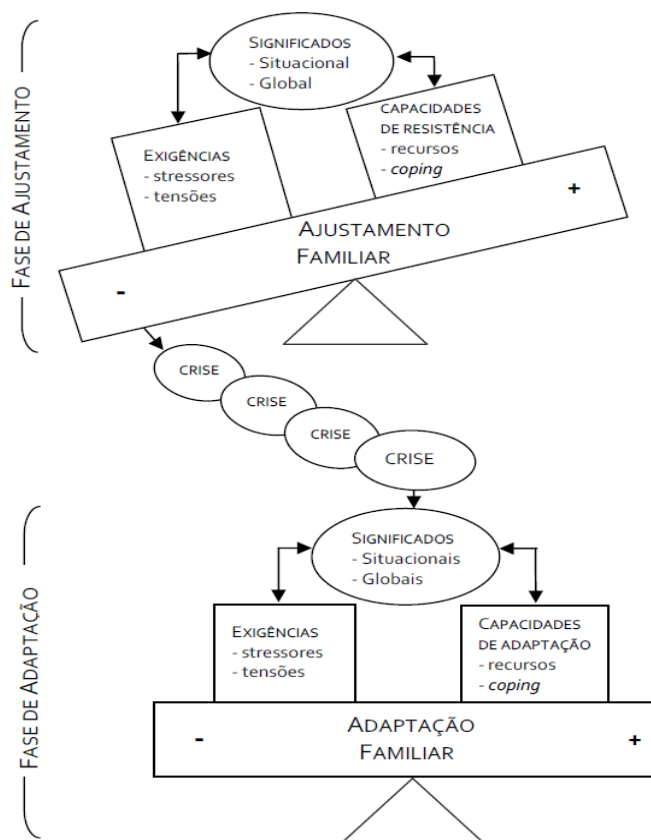 FASE DE AJUSTAMENTO
SIGNIFICADOS
- Situacional
- Global
EXIGÊNCIAS
- stressores
- tensões
CAPACIDADES
DE RESISTÊNCIA
- recursos
- coping
AJUSTAMENTO
FAMILIAR
-
+
CRISE
CRISE
CRISE
CRISE
FASE DE ADAPTAÇÃO
SIGNIFICADOS
- Situacionais
- Globais
EXIGÊNCIAS
- stressores
- tensões
CAPACIDADES
DE ADAPTAÇÃO
- recursos
- coping
ADAPTAÇÃO
FAMILIAR
-
+